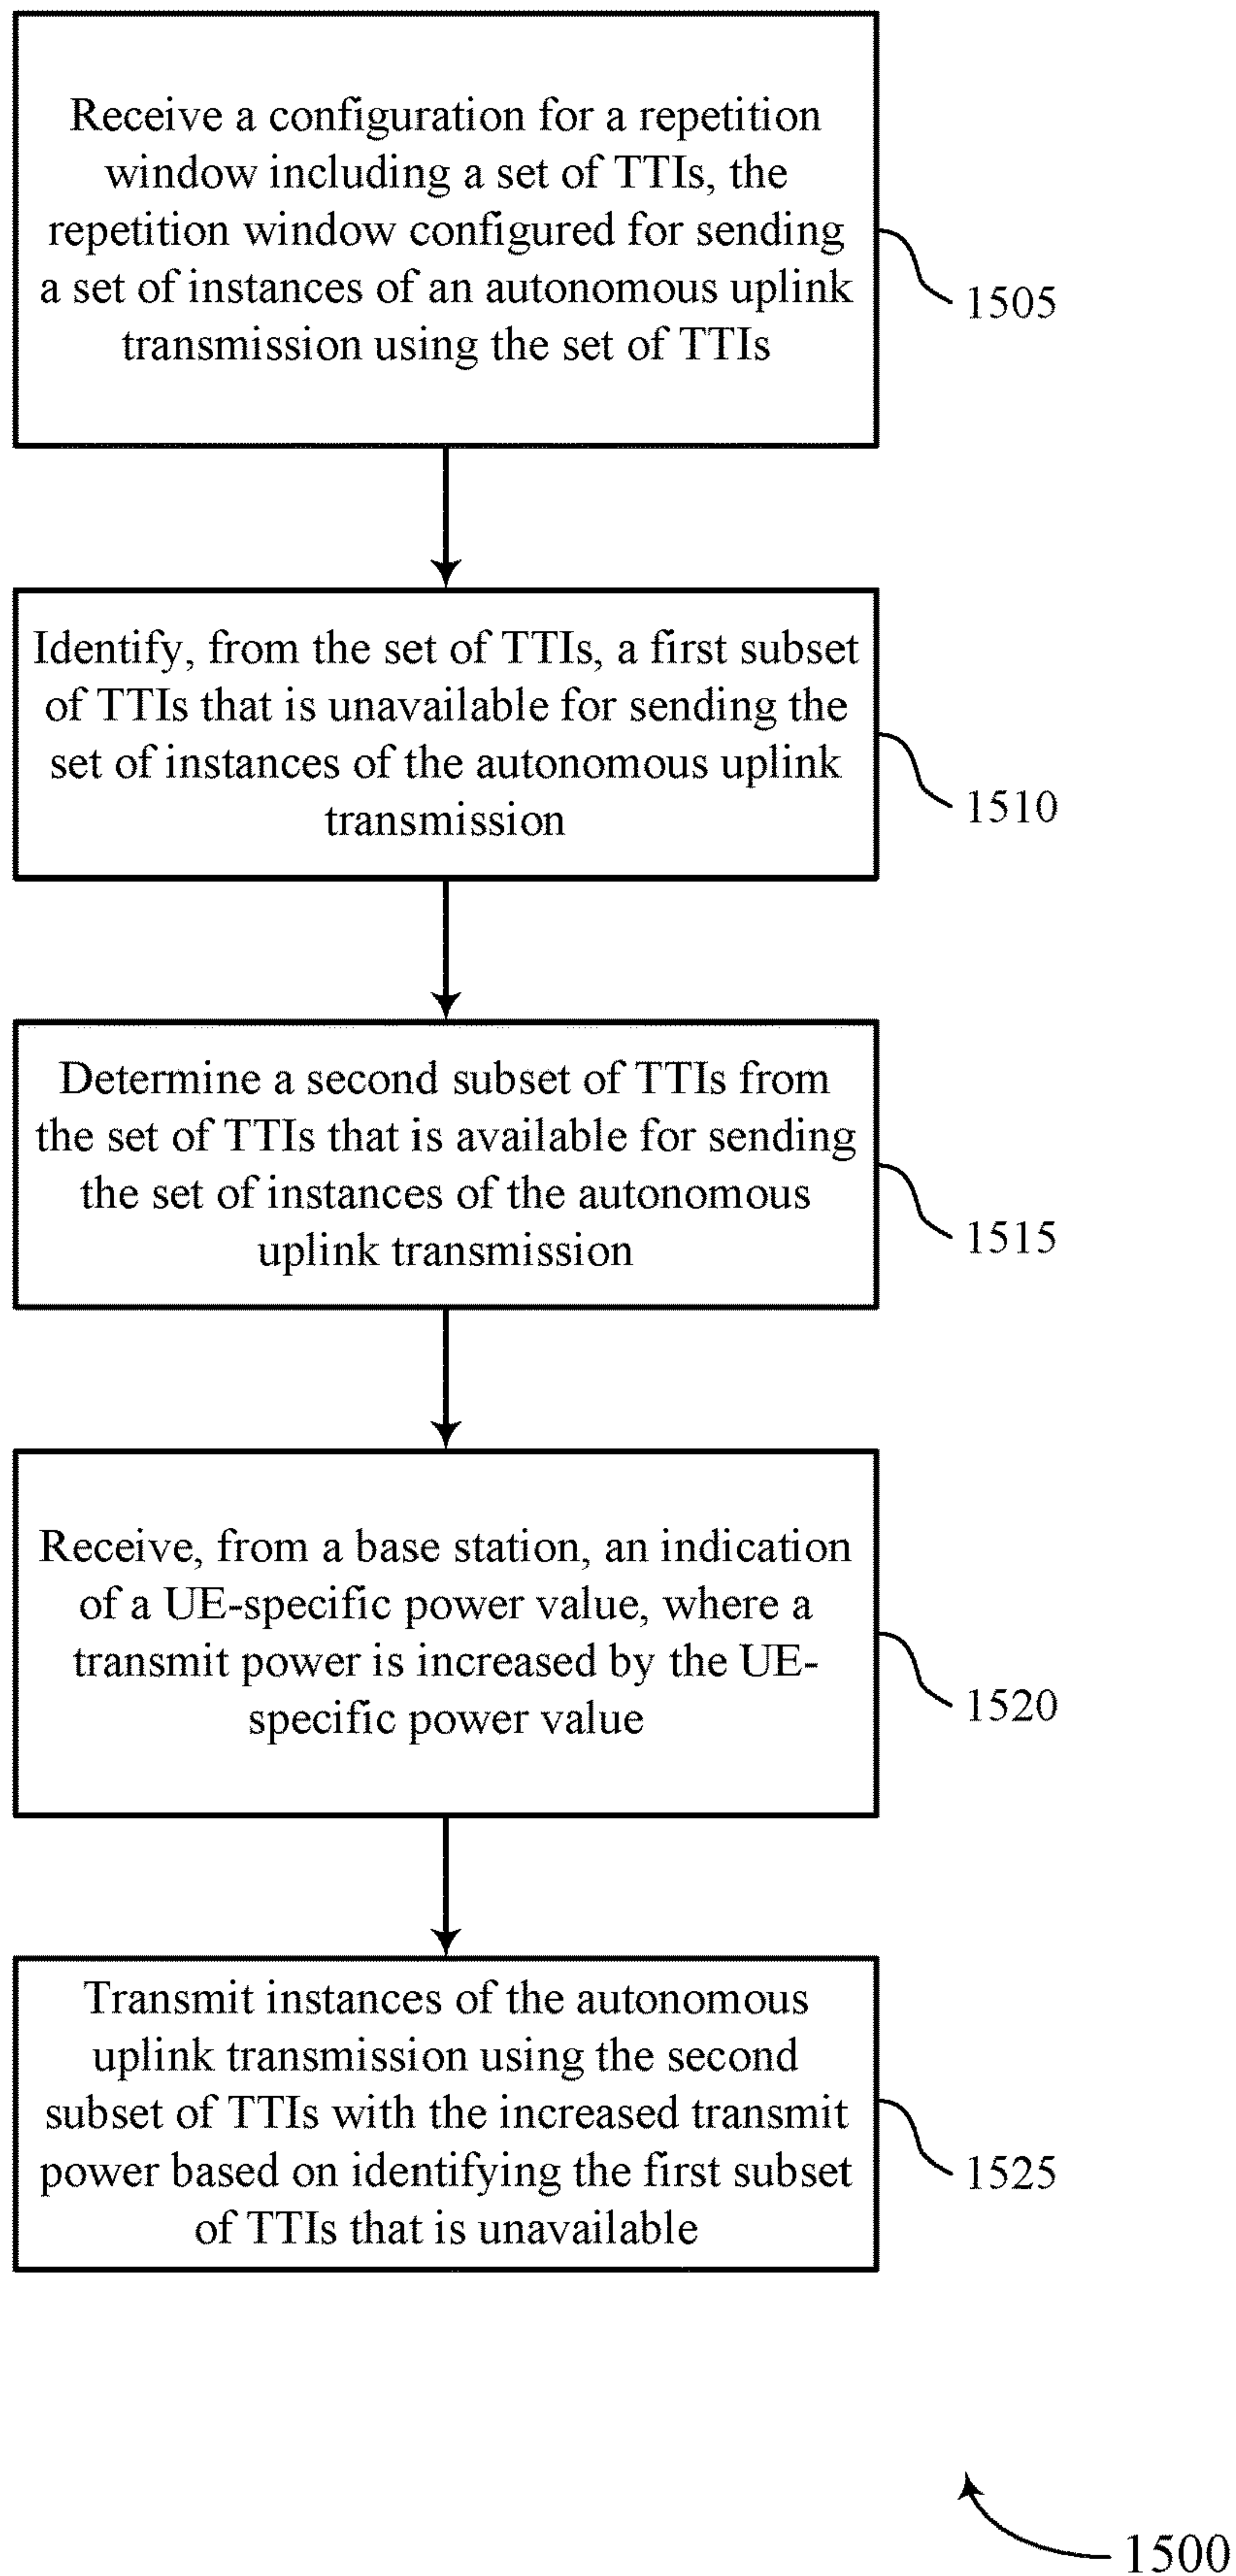 Receive a configuration for a repetition
window including a set of TTIs, the
repetition window configured for sending
a set of instances of an autonomous uplink
transmission using the set of TTIs
1505
Identify, from the set of TTIs, a first subset
of TTIs that is unavailable for sending the
set of instances of the autonomous uplink
transmission
1510
Determine a second subset of TTIs from
the set of TTIs that is available for sending
the set of instances of the autonomous
uplink transmission
1515
Receive, from a base station, an indication
of a UE-specific power value, where a
transmit power is increased by the UE-
specific power value
1520
Transmit instances of the autonomous
uplink transmission using the second
subset of TTIs with the increased transmit
power based on identifying the first subset
of TTIs that is unavailable
1525
1500